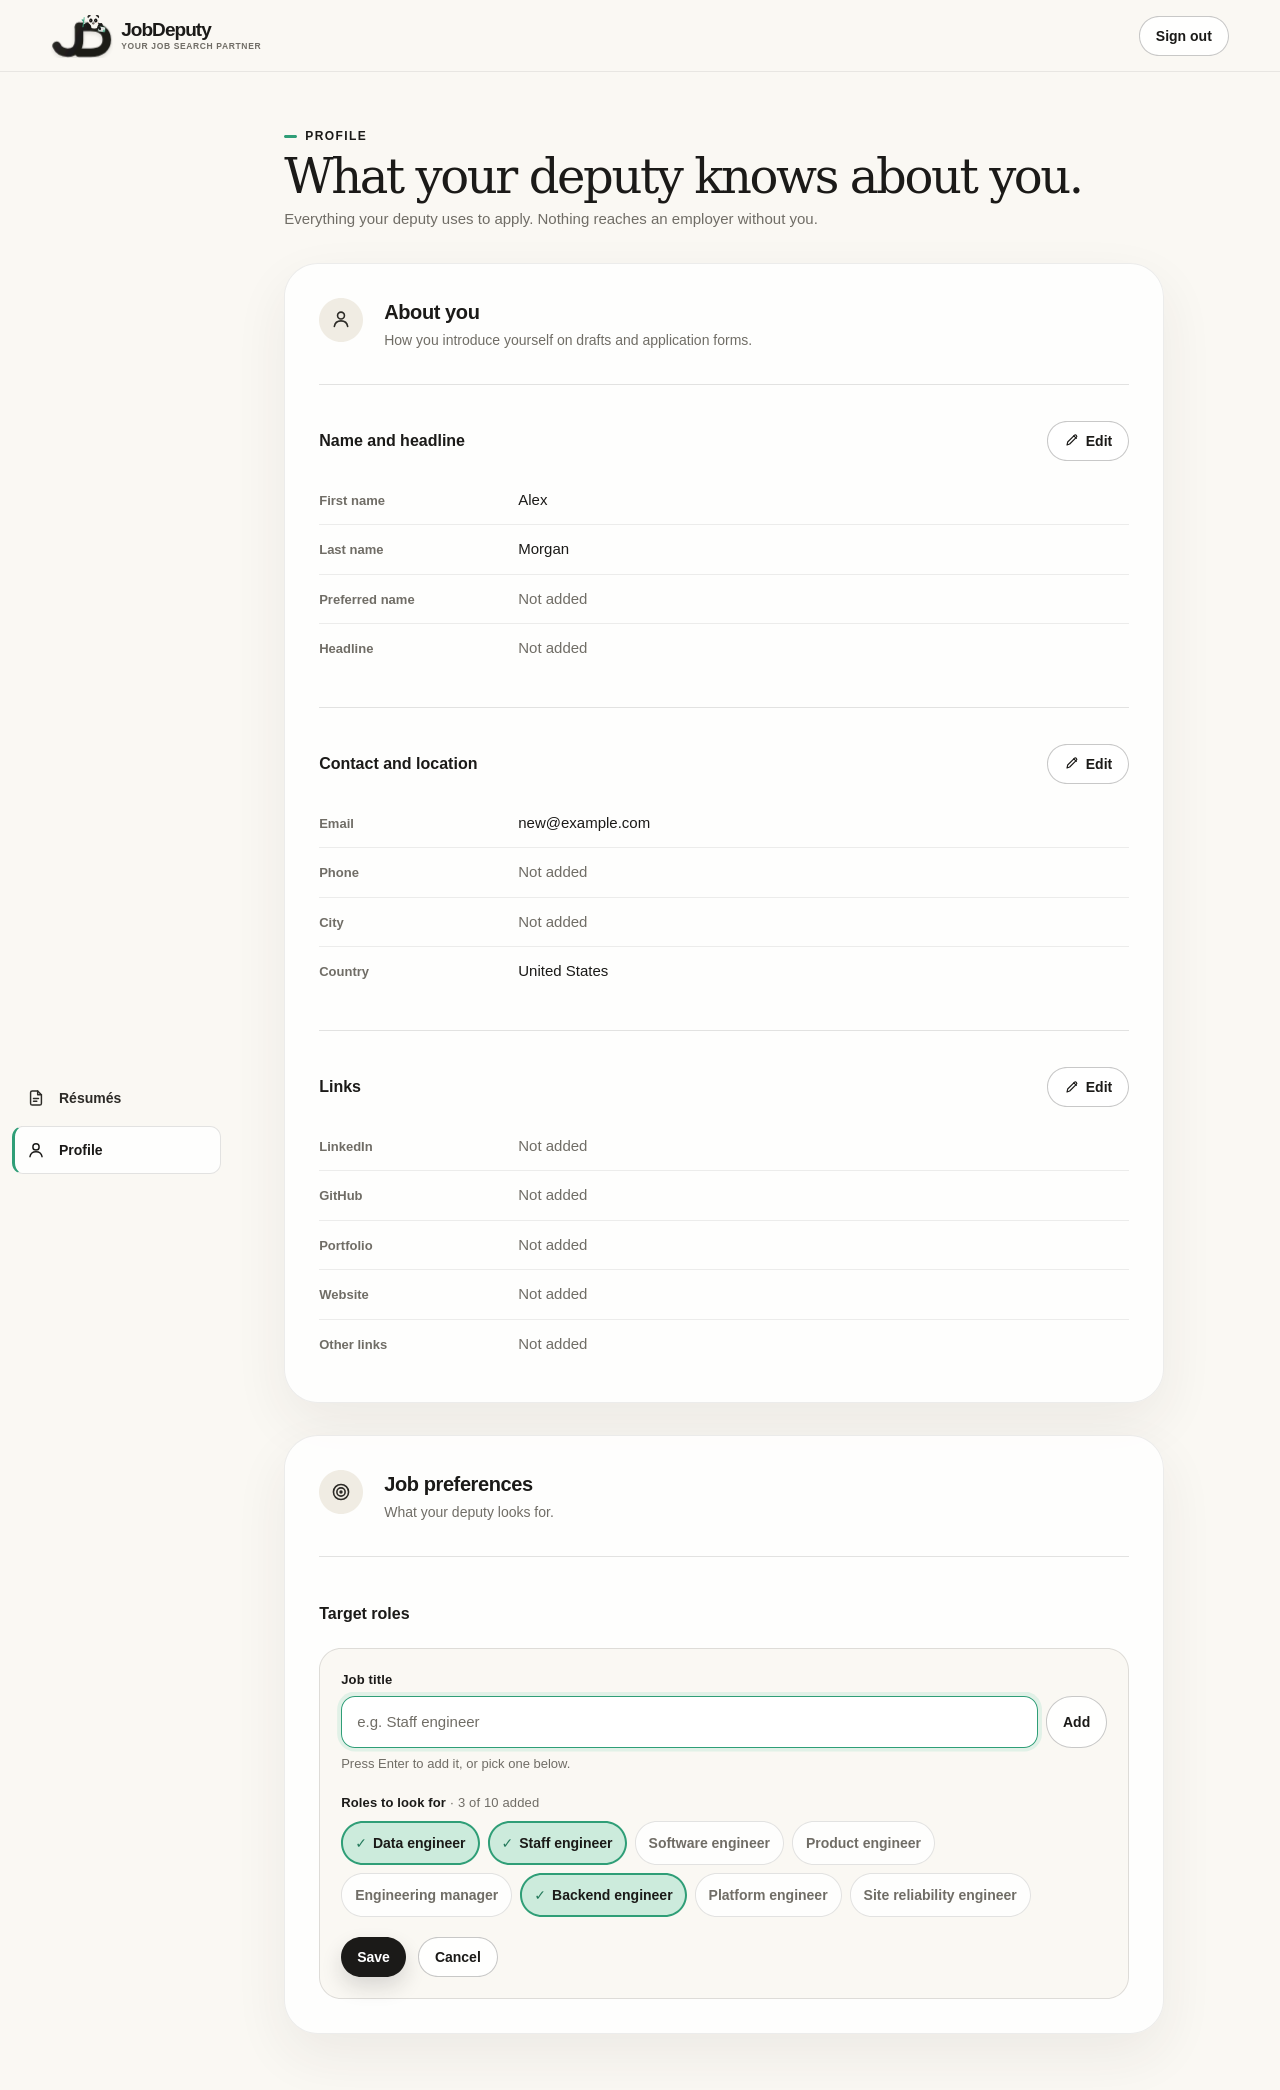 JobDeputy
YOUR JOB SEARCH PARTNER
Sign out
PROFILE
What your deputy knows about you.
Everything your deputy uses to apply. Nothing reaches an employer without you.
About you
How you introduce yourself on drafts and application forms.
Name and headline
Edit
First name
Alex
Last name
Morgan
Preferred name
Not added
Headline
Not added
Contact and location
Edit
Email
new@example.com
Phone
Not added
City
Not added
Country
United States
Résumés
Profile
Links
Edit
LinkedIn
Not added
GitHub
Not added
Portfolio
Not added
Website
Not added
Other links
Not added
Job preferences
What your deputy looks for.
Target roles
Job title
e.g. Staff engineer
Add
Press Enter to add it, or pick one below.
Roles to look for · 3 of 10 added
✓ Data engineer
✓ Staff engineer
Software engineer
Product engineer
Engineering manager
✓ Backend engineer
Platform engineer
Site reliability engineer
Save
Cancel